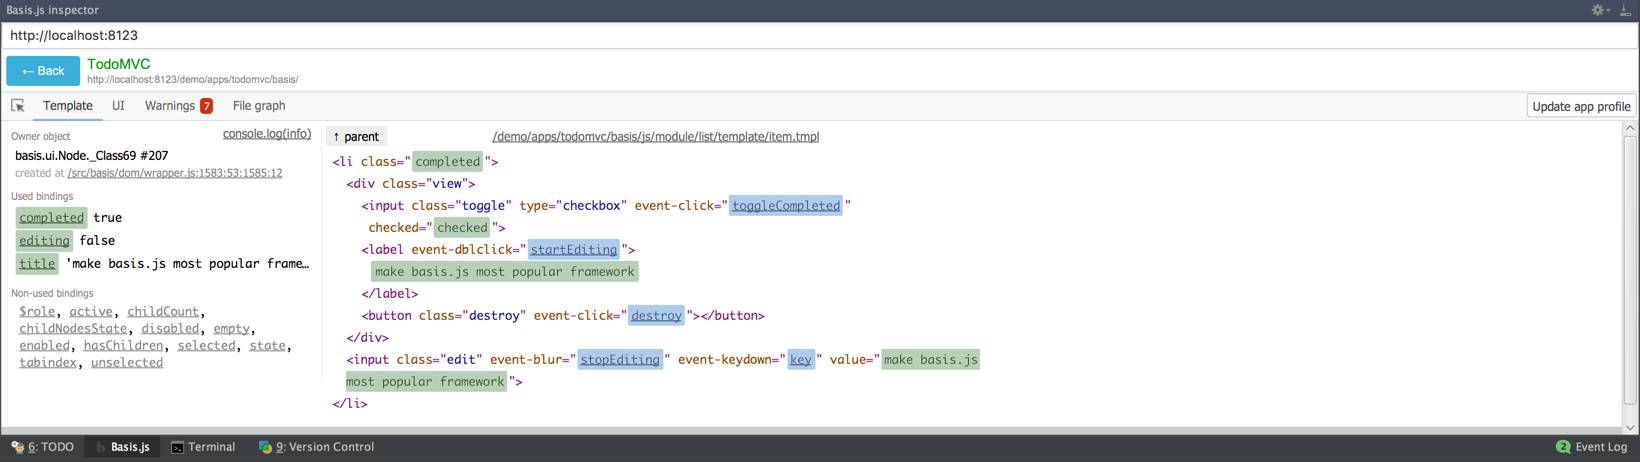 Basis.js inspector
http://localhost:8123
← Back
TodoMVC
http://localhost:8123/demo/apps/todomvc/basis/
Template UI Warnings 7 File graph
Update app profile
Owner object console.log(info)
basis.ui.Node._Class69 #207
created at /src/basis/dom/wrapper.js:1583:53:1585:12
Used bindings
completed true
editing false
title 'make basis.js most popular frame…
Non-used bindings
$role, active, childCount,
childNodesState, disabled, empty,
enabled, hasChildren, selected, state,
tabindex, unselected
↑ parent
/demo/apps/todomvc/basis/js/module/list/template/item.tmpl
<li class="completed">
<div class="view">
<input class="toggle" type="checkbox" event-click="toggleCompleted"
checked="checked">
<label event-dblclick="startEditing">
make basis.js most popular framework
</label>
<button class="destroy" event-click="destroy"></button>
</div>
<input class="edit" event-blur="stopEditing" event-keydown="key" value="make basis.js
most popular framework">
</li>
6: TODO
Basis.js
Terminal
9: Version Control
2 Event Log